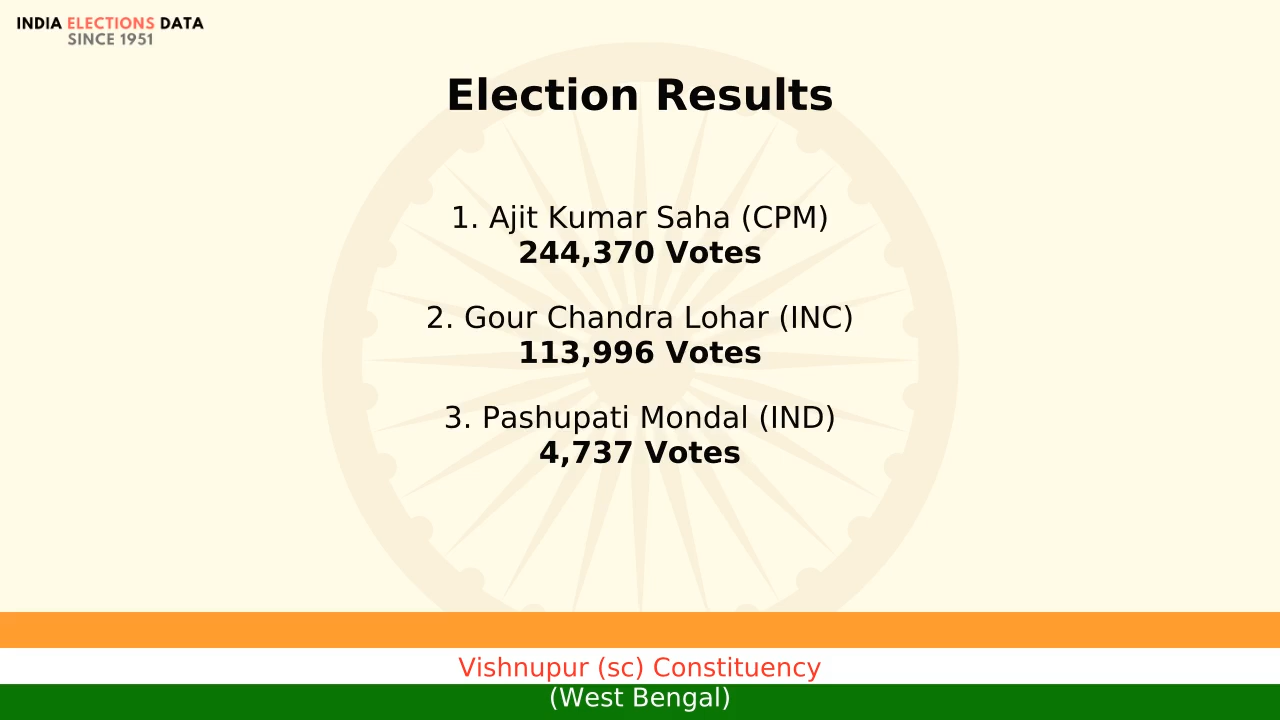 INDIA ELECTIONS DATA
SINCE 1951
Election Results
1. Ajit Kumar Saha (CPM)
244,370 Votes
2. Gour Chandra Lohar (INC)
113,996 Votes
3. Pashupati Mondal (IND)
4,737 Votes
Vishnupur (sc) Constituency
(West Bengal)